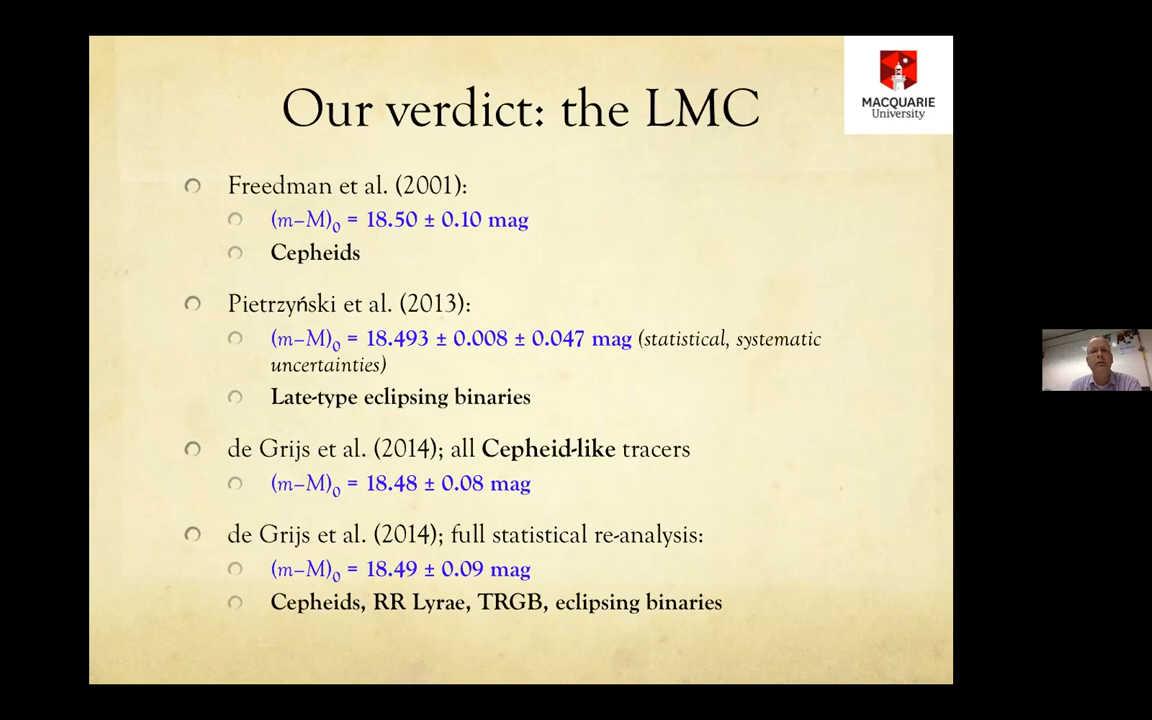 Our verdict: the LMC
MACQUARIE
University
Freedman et al. (2001):
(m–M)₀ = 18.50 ± 0.10 mag
Cepheids
Pietrzyński et al. (2013):
(m–M)₀ = 18.493 ± 0.008 ± 0.047 mag (statistical, systematic
uncertainties)
Late-type eclipsing binaries
de Grijs et al. (2014); all Cepheid-like tracers
(m–M)₀ = 18.48 ± 0.08 mag
de Grijs et al. (2014); full statistical re-analysis:
(m–M)₀ = 18.49 ± 0.09 mag
Cepheids, RR Lyrae, TRGB, eclipsing binaries